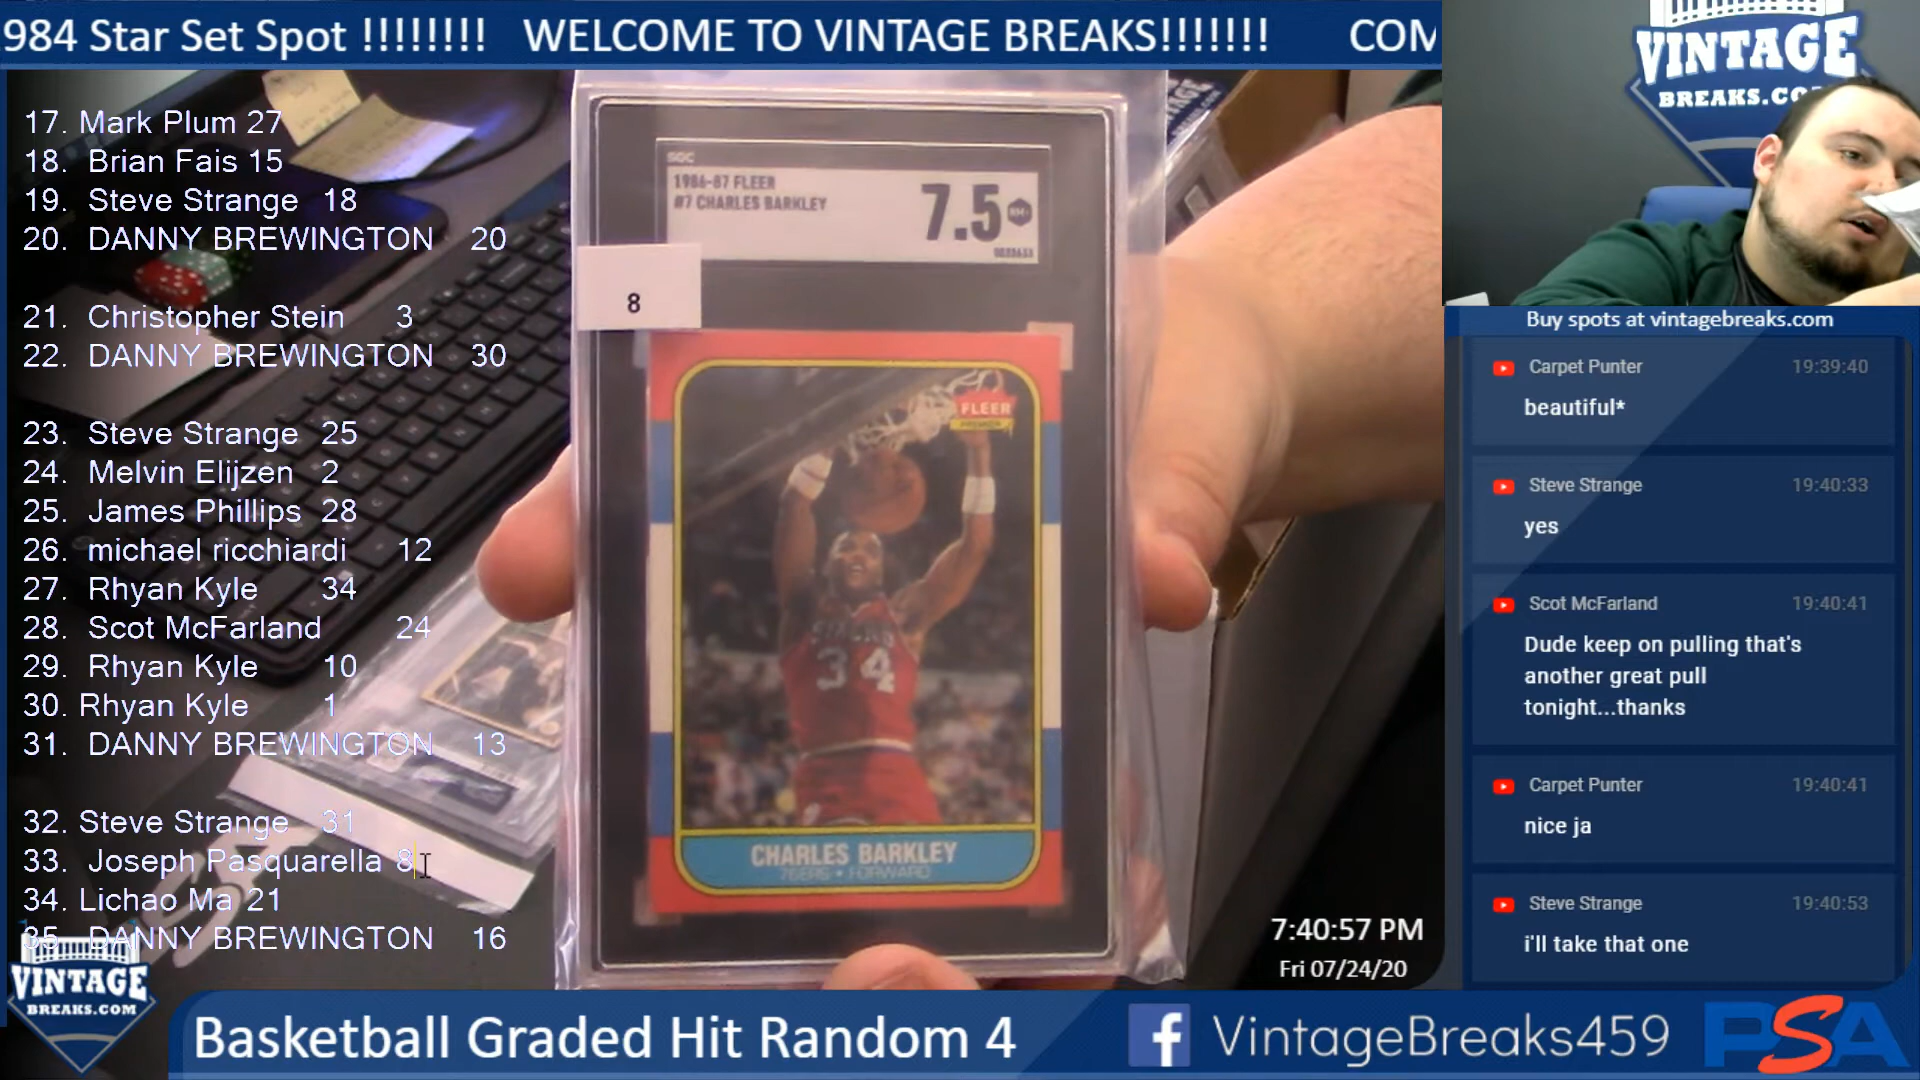 984 Star Set Spot !!!!!!!! WELCOME TO VINTAGE BREAKS!!!!!!! COM
17. Mark Plum 27
18. Brian Fais 15
19. Steve Strange 18
20. DANNY BREWINGTON 20
21. Christopher Stein 3
22. DANNY BREWINGTON 30
23. Steve Strange 25
24. Melvin Elijzen 2
25. James Phillips 28
26. michael ricchiardi 12
27. Rhyan Kyle 34
28. Scot McFarland 24
29. Rhyan Kyle 10
30. Rhyan Kyle 1
31. DANNY BREWINGTON 13
32. Steve Strange 31
33. Joseph Pasquarella 8
34. Lichao Ma 21
35. DANNY BREWINGTON 16
VINTAGE
BREAKS.COM
SGC
1986-87 FLEER
#7 CHARLES BARKLEY
7.5
NM+
8
FLEER
PREMIER
SIXERS
34
CHARLES BARKLEY
76ERS • FORWARD
7:40:57 PM
Fri 07/24/20
VINTAGE
BREAKS.CO
Buy spots at vintagebreaks.com
Carpet Punter 19:39:40
beautiful*
Steve Strange 19:40:33
yes
Scot McFarland 19:40:41
Dude keep on pulling that's
another great pull
tonight...thanks
Carpet Punter 19:40:41
nice ja
Steve Strange 19:40:53
i'll take that one
Basketball Graded Hit Random 4
f VintageBreaks459
PSA